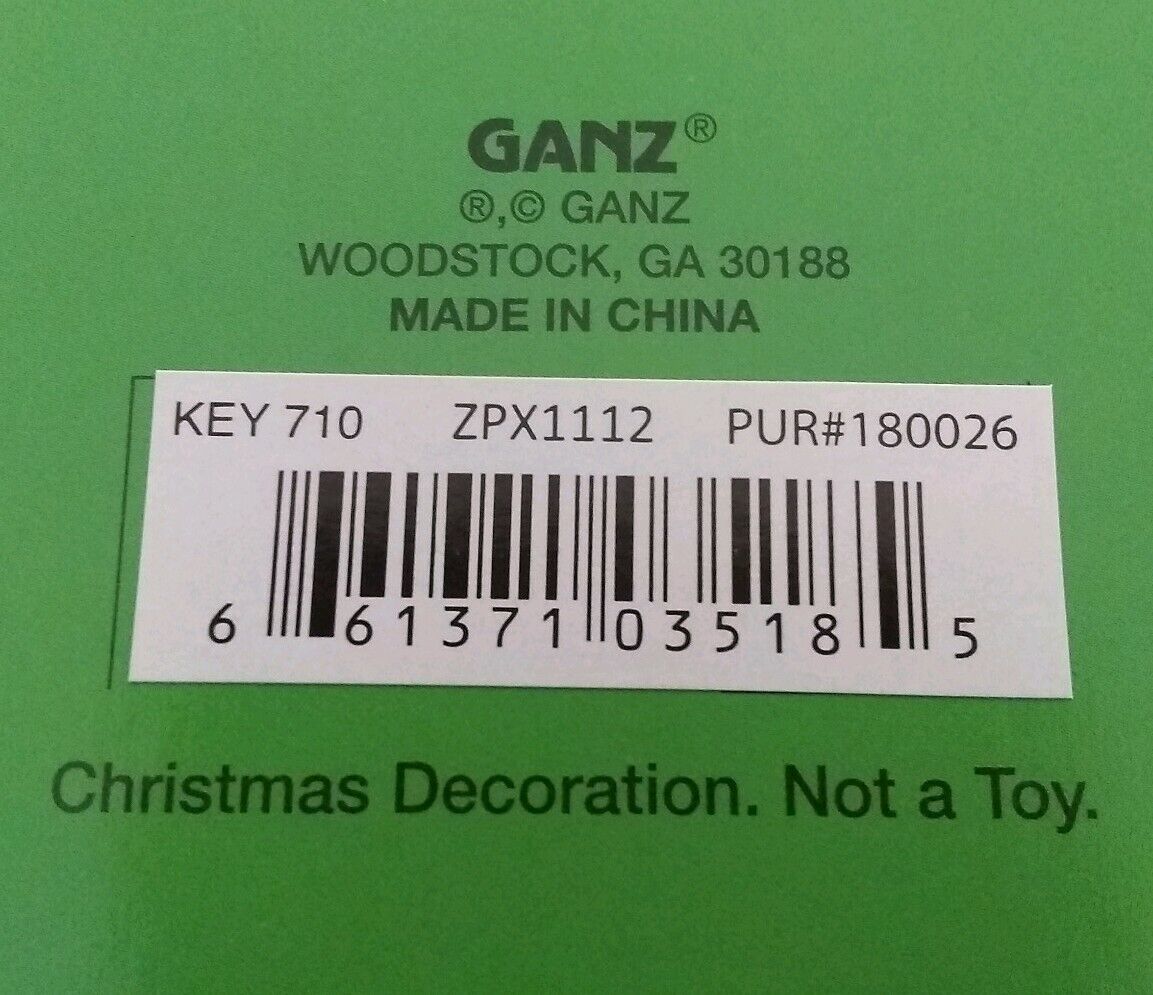 GANZ®
®,© GANZ
WOODSTOCK, GA 30188
MADE IN CHINA
KEY 710 ZPX1112 PUR#180026
6 61371 03518 5
Christmas Decoration. Not a Toy.